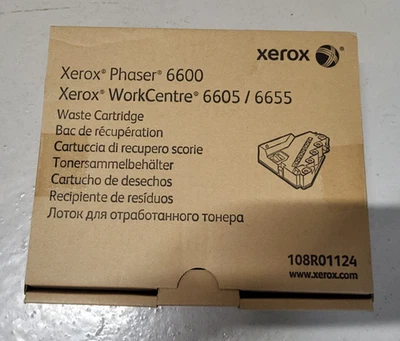 xerox
Xerox® Phaser® 6600
Xerox® WorkCentre® 6605 / 6655
Waste Cartridge
Bac de récupération
Cartuccia di recupero scorie
Tonersammelbehälter
Cartucho de desechos
Recipiente de resíduos
Лоток для отработанного тонера
108R01124
www.xerox.com